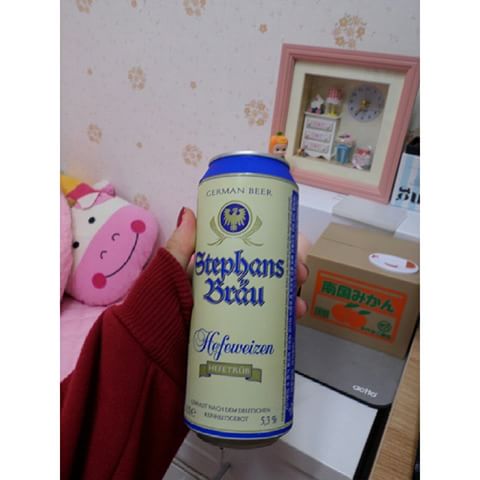 GERMAN BEER
Stephans
Bräu
Hefeweizen
HEFETRÜB
GEBRAUT NACH DEM DEUTSCHEN
REINHEITSGEBOT
5,3%
南国みかん